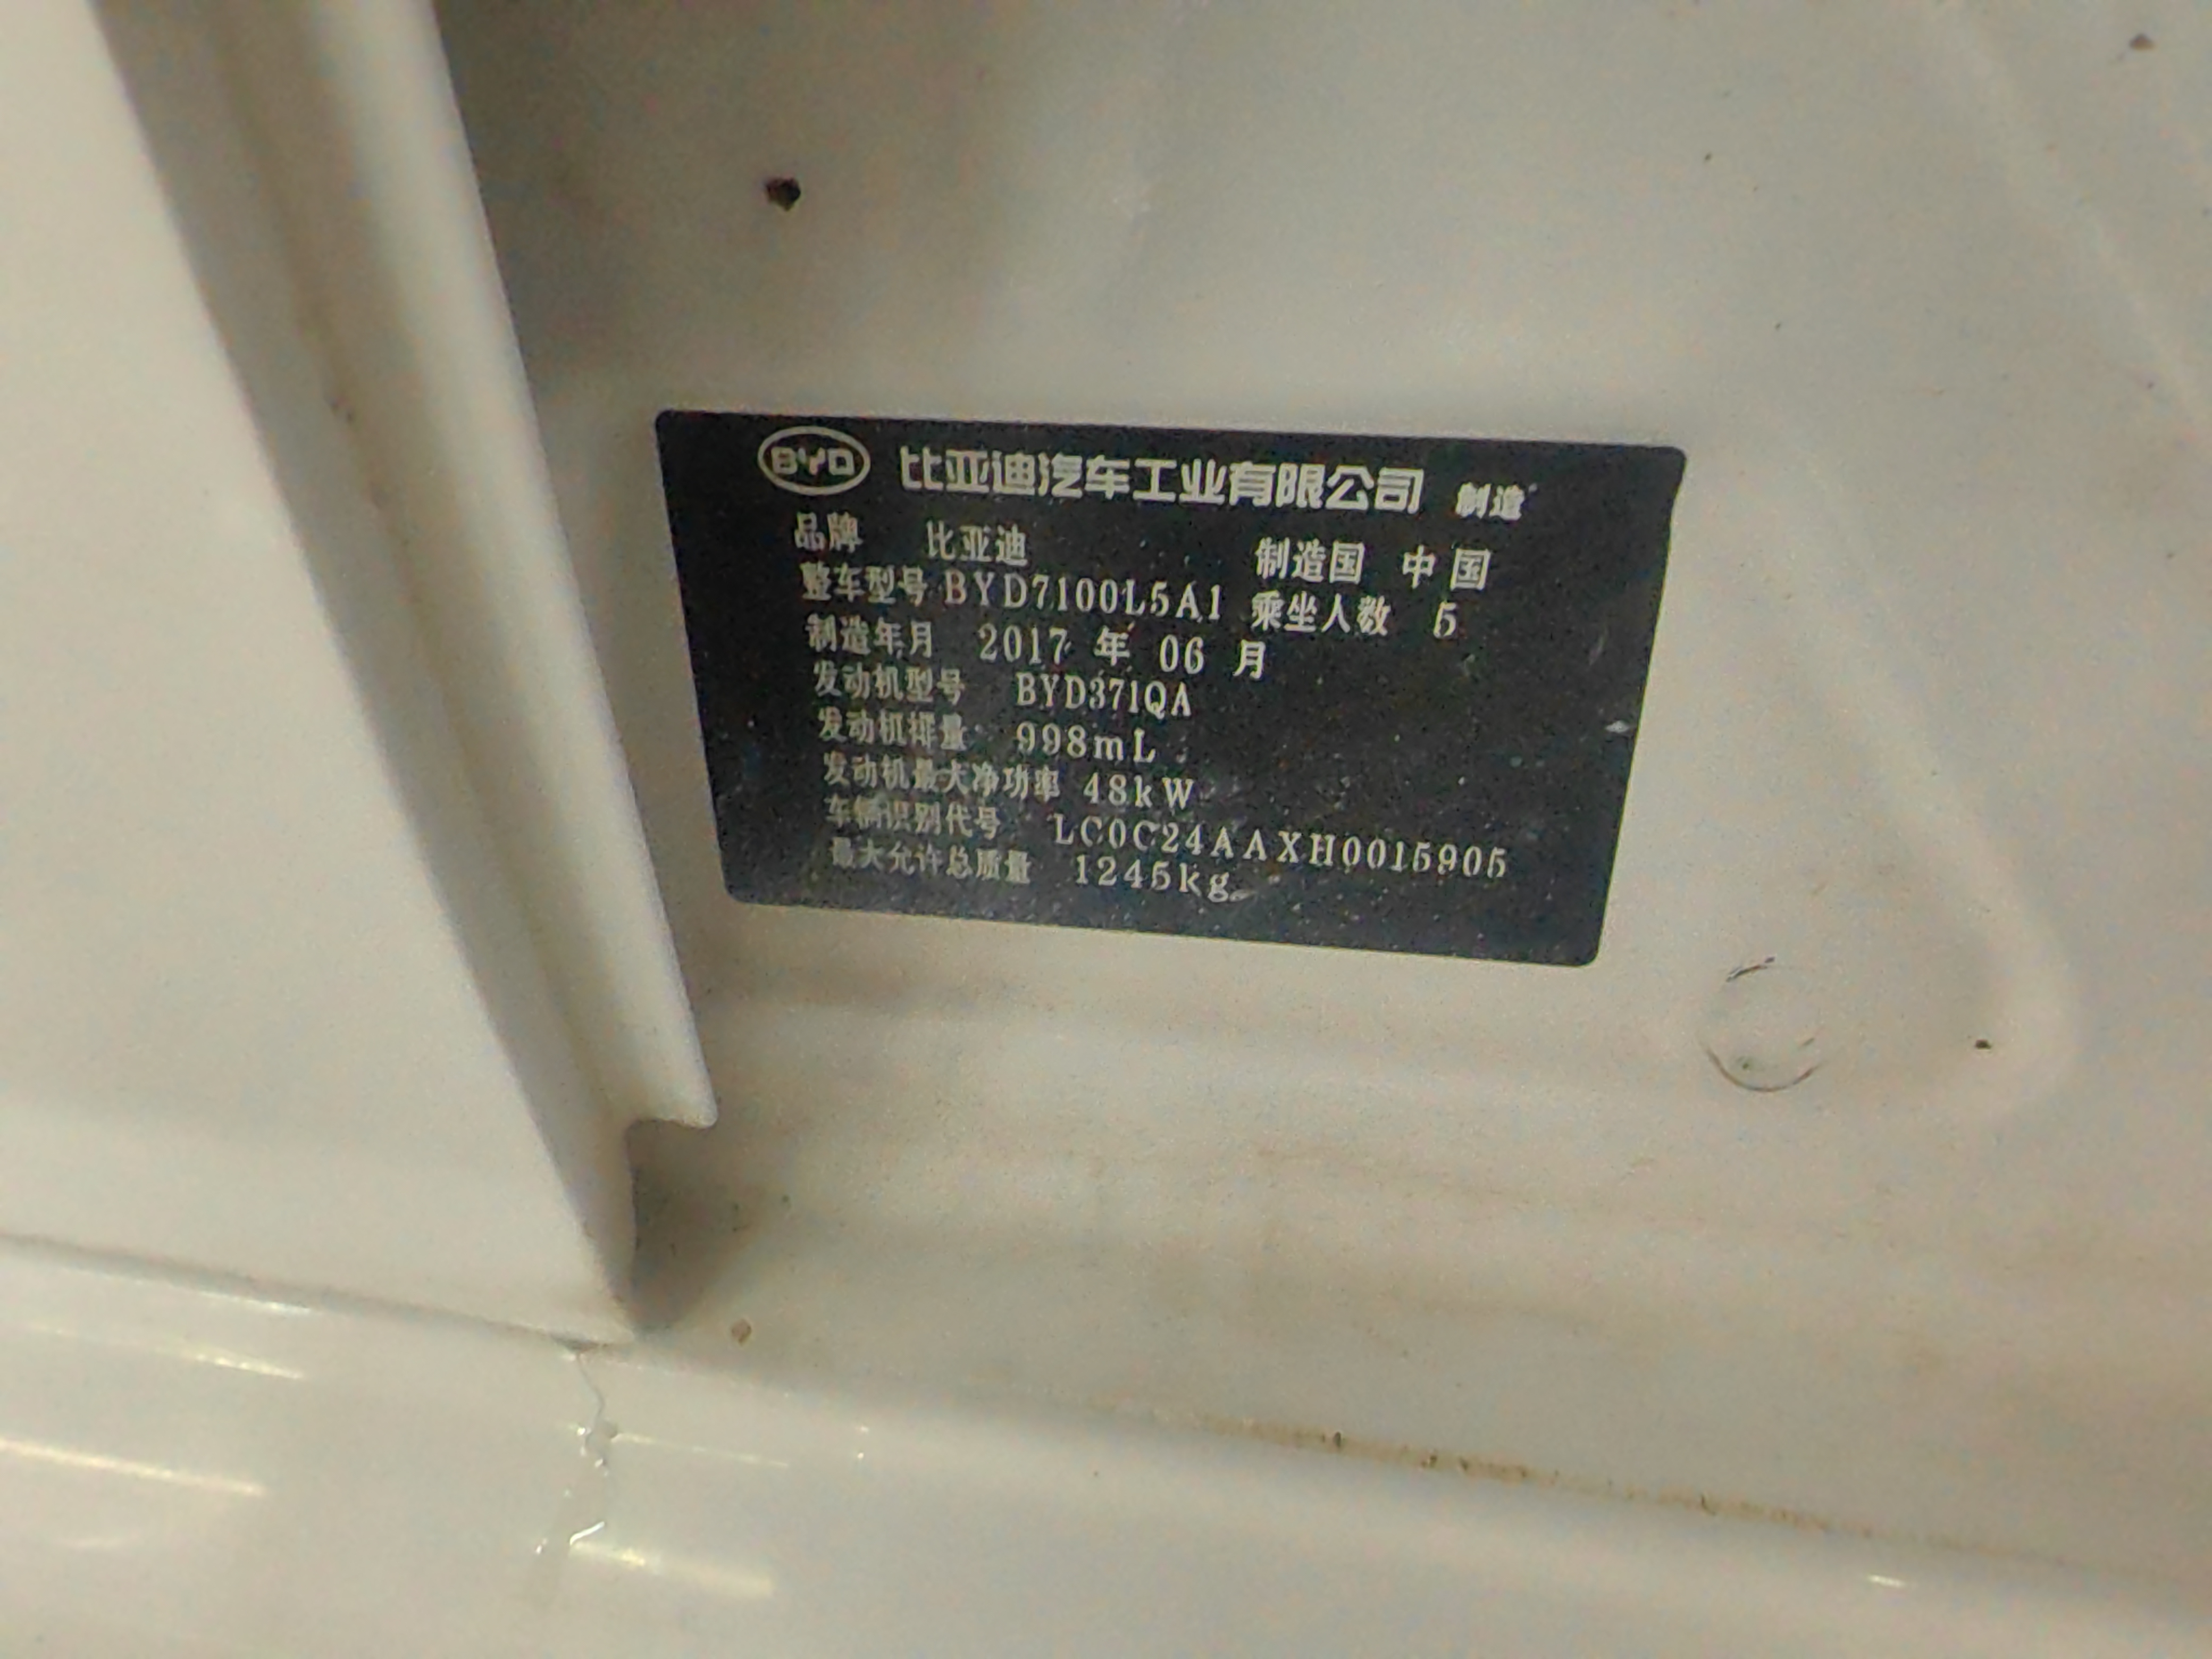 BYD 比亚迪汽车工业有限公司 制造
品牌 比亚迪 制造国 中国
整车型号 BYD7100L5A1 乘坐人数 5
制造年月 2017 年 06 月
发动机型号 BYD371QA
发动机排量 998mL
发动机最大净功率 48kW
车辆识别代号 LC0C24AAXH0015905
最大允许总质量 1245kg